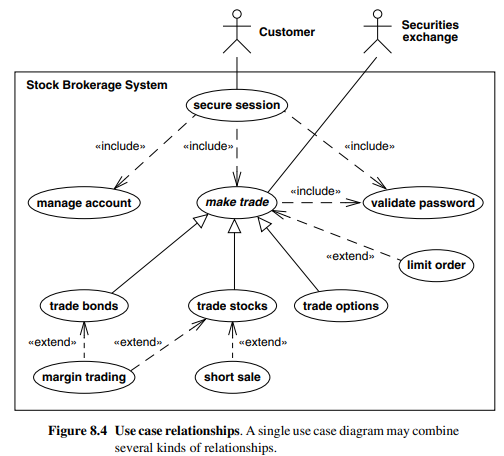 Customer
Securities
exchange
Stock Brokerage System
secure session
«include»
«include»
«include»
manage account
make trade
«include»
validate password
«extend»
limit order
trade bonds
trade stocks
trade options
«extend»
«extend»
«extend»
margin trading
short sale
Figure 8.4 Use case relationships. A single use case diagram may combine
several kinds of relationships.